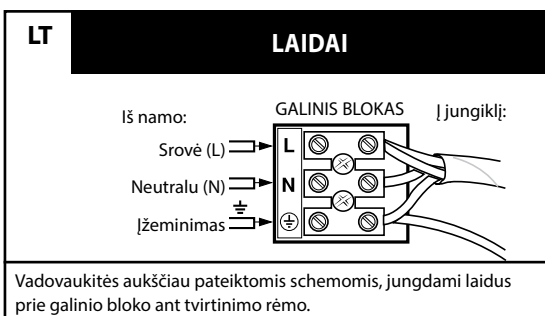 LT
LAIDAI
Iš namo:
GALINIS BLOKAS
Į jungiklį:
Srovė (L)
L
Neutralu (N)
N
Įžeminimas
Vadovaukitės aukščiau pateiktomis schemomis, jungdami laidus
prie galinio bloko ant tvirtinimo rėmo.